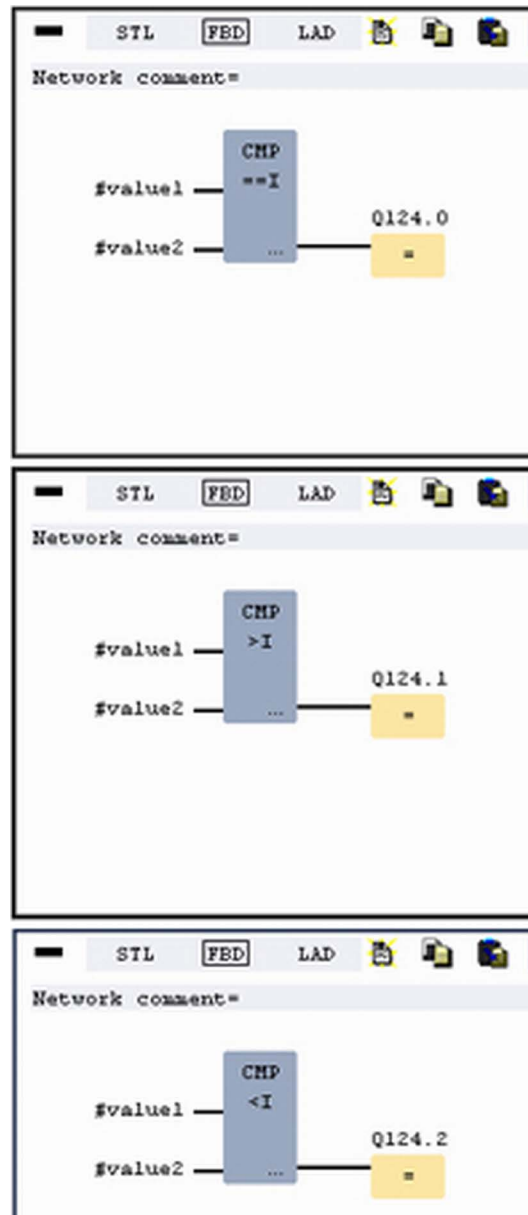 STL FBD LAD
Network comment=
CMP
#value1 ==I
Q124.0
#value2 ... =
STL FBD LAD
Network comment=
CMP
#value1 >I
Q124.1
#value2 ... =
STL FBD LAD
Network comment=
CMP
#value1 <I
Q124.2
#value2 ... =